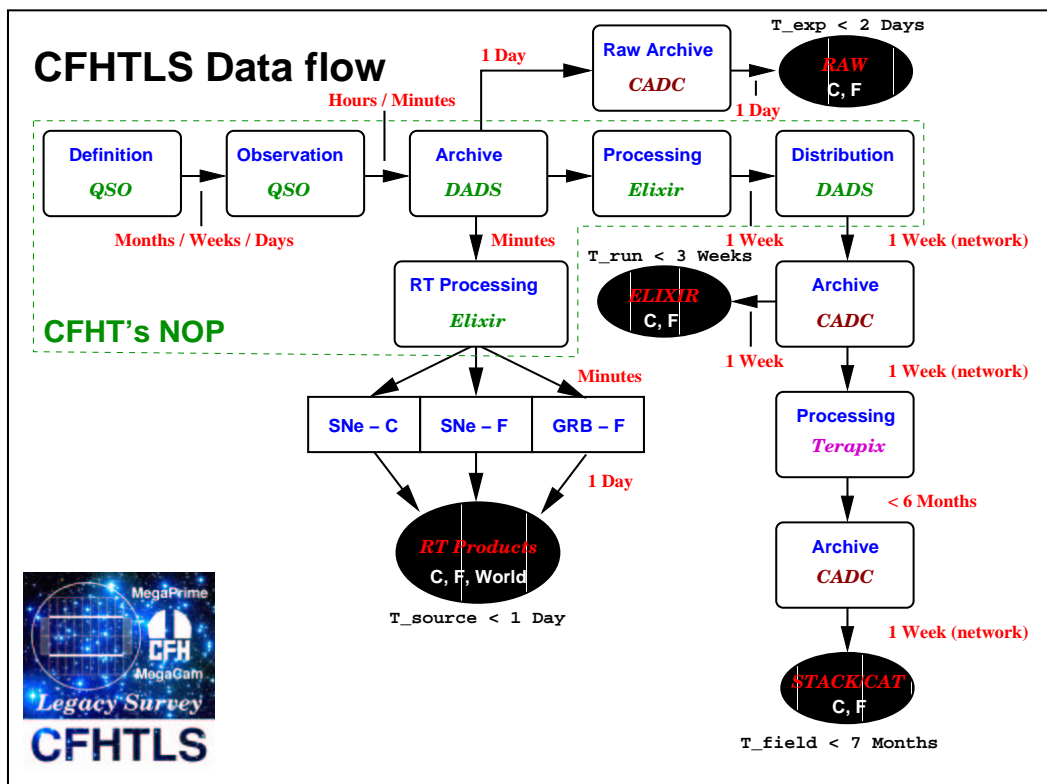 CFHTLS Data flow
T_exp < 2 Days
1 Day
Raw Archive
CADC
RAW
C, F
1 Day
Hours / Minutes
Definition
QSO
Observation
QSO
Archive
DADS
Processing
Elixir
Distribution
DADS
Months / Weeks / Days
Minutes
1 Week
1 Week (network)
T_run < 3 Weeks
RT Processing
Elixir
ELIXIR
C, F
Archive
CADC
CFHT's NOP
1 Week
1 Week (network)
Minutes
SNe – C
SNe – F
GRB – F
Processing
Terapix
1 Day
< 6 Months
RT Products
C, F, World
T_source < 1 Day
Archive
CADC
1 Week (network)
MegaPrime
CFH
MegaCam
Legacy Survey
CFHTLS
STACK/CAT
C, F
T_field < 7 Months